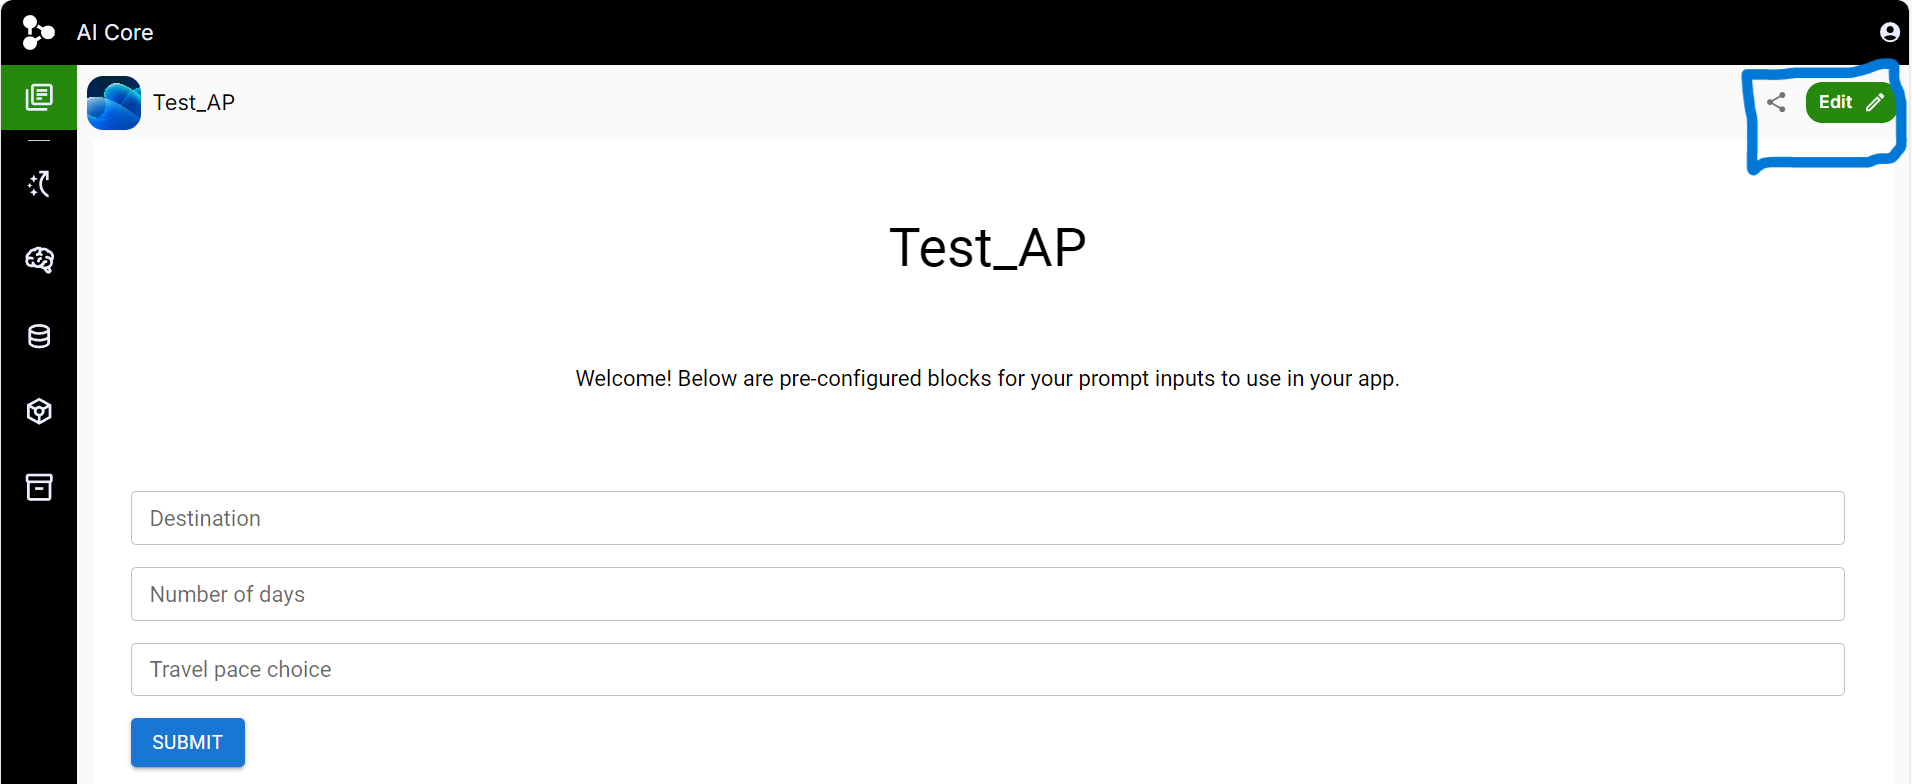 AI Core
Test_AP
Edit
Test_AP
Welcome! Below are pre-configured blocks for your prompt inputs to use in your app.
Destination
Number of days
Travel pace choice
SUBMIT